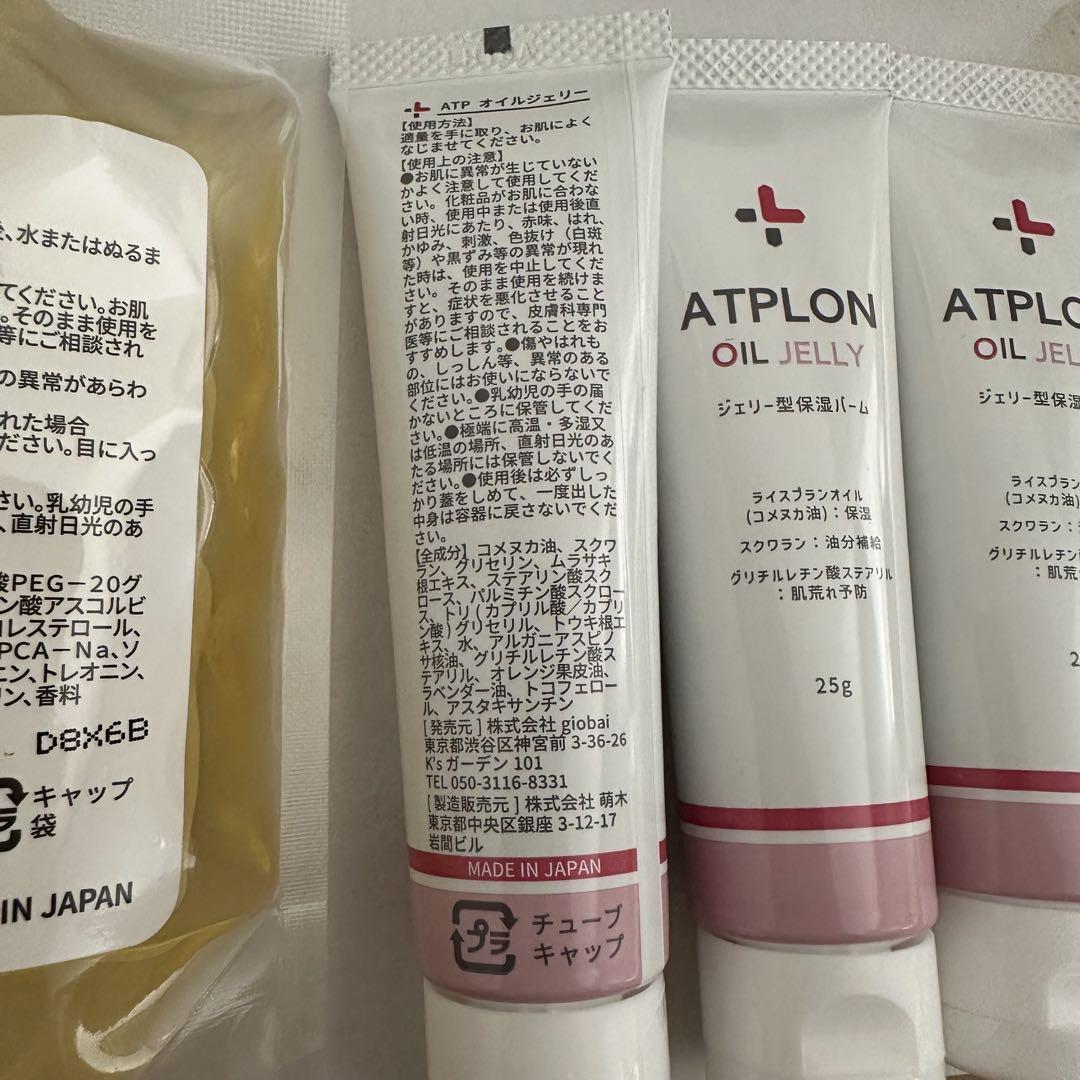 、水またはぬるま
てください。お肌
。そのまま使用を
等にご相談され
の異常があらわ
れた場合
ださい。目に入っ
さい。乳幼児の手
、直射日光のあ
酸PEG－20グ
ン酸アスコルビ
コレステロール、
PCA－Na、ソ
ニン、トレオニン、
リン、香料
D8X6B
キャップ
袋
プラ
IN JAPAN
ATP オイルジェリー
【使用方法】
適量を手に取り、お肌によく
なじませてください。
【使用上の注意】
●お肌に異常が生じていない
かよく注意して使用してくだ
さい。化粧品がお肌に合わな
い時、使用中または使用後直
射日光にあたり、赤味、はれ、
かゆみ、刺激、色抜け（白斑
等）や黒ずみ等の異常が現れ
た時は、使用を中止してくだ
さい。そのまま使用を続けま
すと、症状を悪化させること
がありますので、皮膚科専門
医等にご相談されることをお
すすめします。●傷やはれも
の、しっしん等、異常のある
部位にはお使いにならないで
ください。●乳幼児の手の届
かないところに保管してくだ
さい。●極端に高温・多湿又
は低温の場所、直射日光のあ
たる場所には保管しないでく
ださい。●使用後は必ずしっ
かり蓋をしめて、一度出した
中身は容器に戻さないでくだ
さい。
【全成分】コメヌカ油、スクワ
ラン、グリセリン、ムラサキ
根エキス、ステアリン酸スク
ロース、パルミチン酸スクロー
ス、トリ(カプリル酸／カプリ
ン酸)グリセリル、トウキ根エ
キス、水、アルガニアスピノ
サ核油、グリチルレチン酸ス
テアリル、オレンジ果皮油、
ラベンダー油、トコフェロー
ル、アスタキサンチン
[発売元] 株式会社 giobai
東京都渋谷区神宮前 3-36-26
K's ガーデン 101
TEL 050-3116-8331
[製造販売元] 株式会社 萌木
東京都中央区銀座 3-12-17
岩間ビル
MADE IN JAPAN
プラ
チューブ
キャップ
ATPLON
OIL JELLY
ジェリー型保湿バーム
ライスブランオイル
(コメヌカ油)：保湿
スクワラン：油分補給
グリチルレチン酸ステアリル
：肌荒れ予防
25g
ATPLO
OIL JEL
ジェリー型保湿
ライスブラン
(コメヌカ油)
スクワラン：
グリチルレチン
：肌荒れ
2